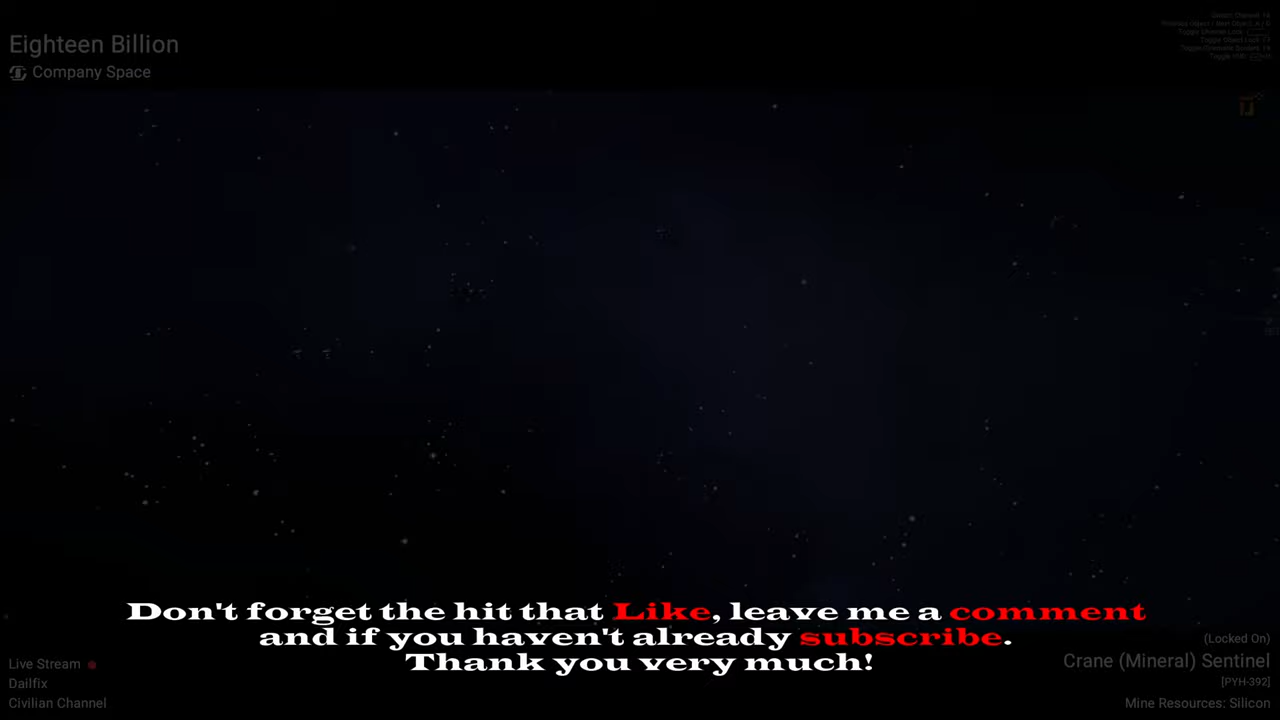 Eighteen Billion
Company Space
Don't forget the hit that Like, leave me a comment
and if you haven't already subscribe.
Thank you very much!
(Locked On)
Live Stream
Crane (Mineral) Sentinel
Dailfix
[PYH-392]
Civilian Channel
Mine Resources: Silicon